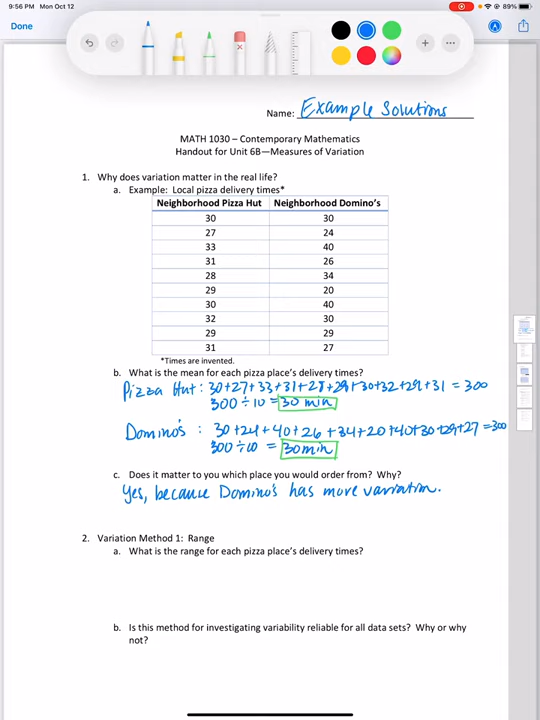 9:56 PM Mon Oct 12
89%
Done
Name: Example Solutions
MATH 1030 – Contemporary Mathematics
Handout for Unit 6B—Measures of Variation
1. Why does variation matter in the real life?
a. Example: Local pizza delivery times*
Neighborhood Pizza Hut Neighborhood Domino's
30 30
27 24
33 40
31 26
28 34
29 20
30 40
32 30
29 29
31 27
*Times are invented.
b. What is the mean for each pizza place's delivery times?
Pizza Hut: 30+27+33+31+28+29+30+32+29+31 = 300
300 ÷ 10 = 30 min
Domino's : 30+24+40+26+34+20+40+30+29+27 = 300
300 ÷ 10 = 30 min
c. Does it matter to you which place you would order from? Why?
Yes, because Domino's has more variation.
2. Variation Method 1: Range
a. What is the range for each pizza place's delivery times?
b. Is this method for investigating variability reliable for all data sets? Why or why
not?